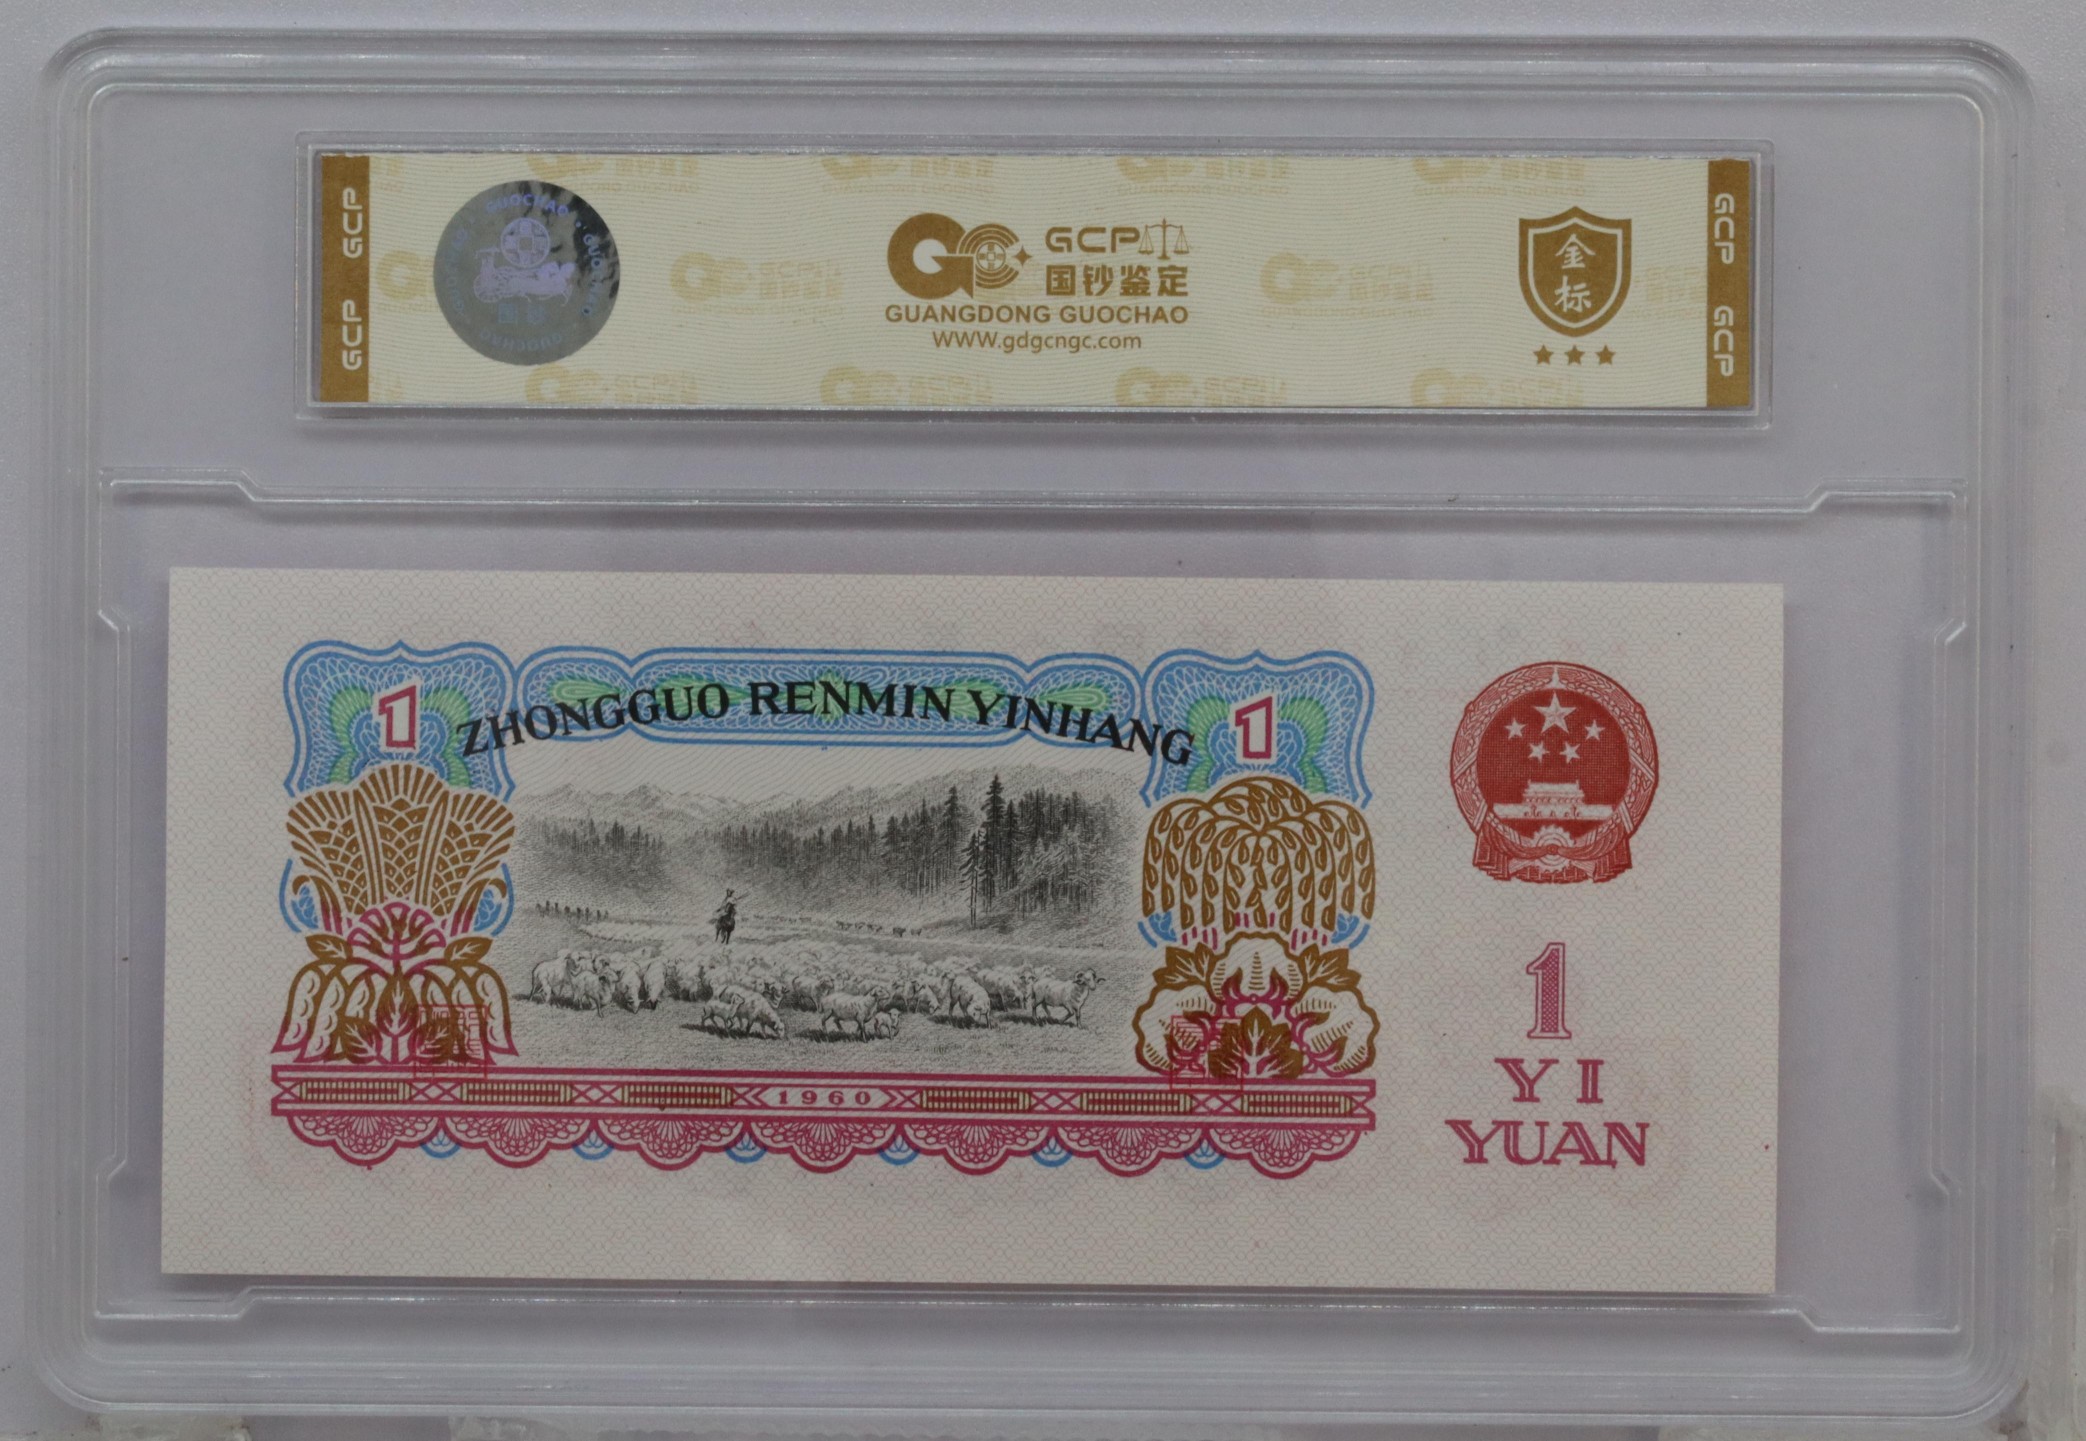 GCP
GCP
GUOCHAO
GCP
国钞鉴定
GUANGDONG GUOCHAO
WWW.gdgcngc.com
金
标
GCP
GCP
1
ZHONGGUO RENMIN YINHANG
1
1960
1
YI
YUAN